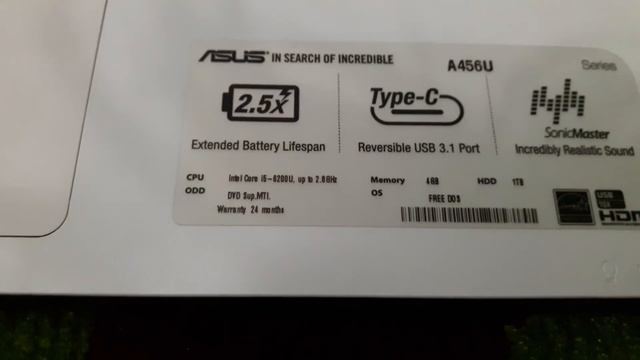 ASUS IN SEARCH OF INCREDIBLE
A456U Series
2.5X
Extended Battery Lifespan
Type-C
Reversible USB 3.1 Port
SonicMaster
Incredibly Realistic Sound
CPU Intel Core i5-6200U, up to 2.8GHz
ODD DVD Sup.MTI.
Warranty 24 months
Memory 4GB HDD 1TB
OS FREE DOS
USB
HDMI